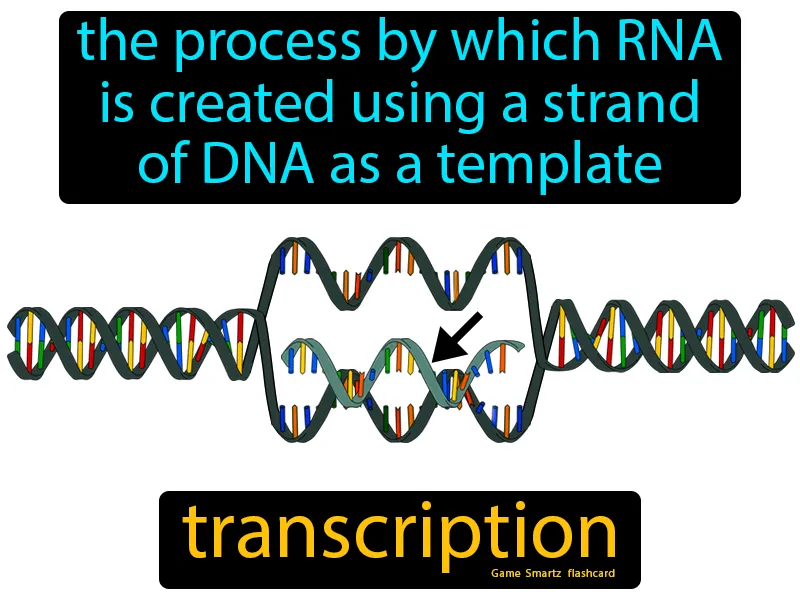 the process by which RNA
is created using a strand
of DNA as a template
transcription
Game Smartz flashcard